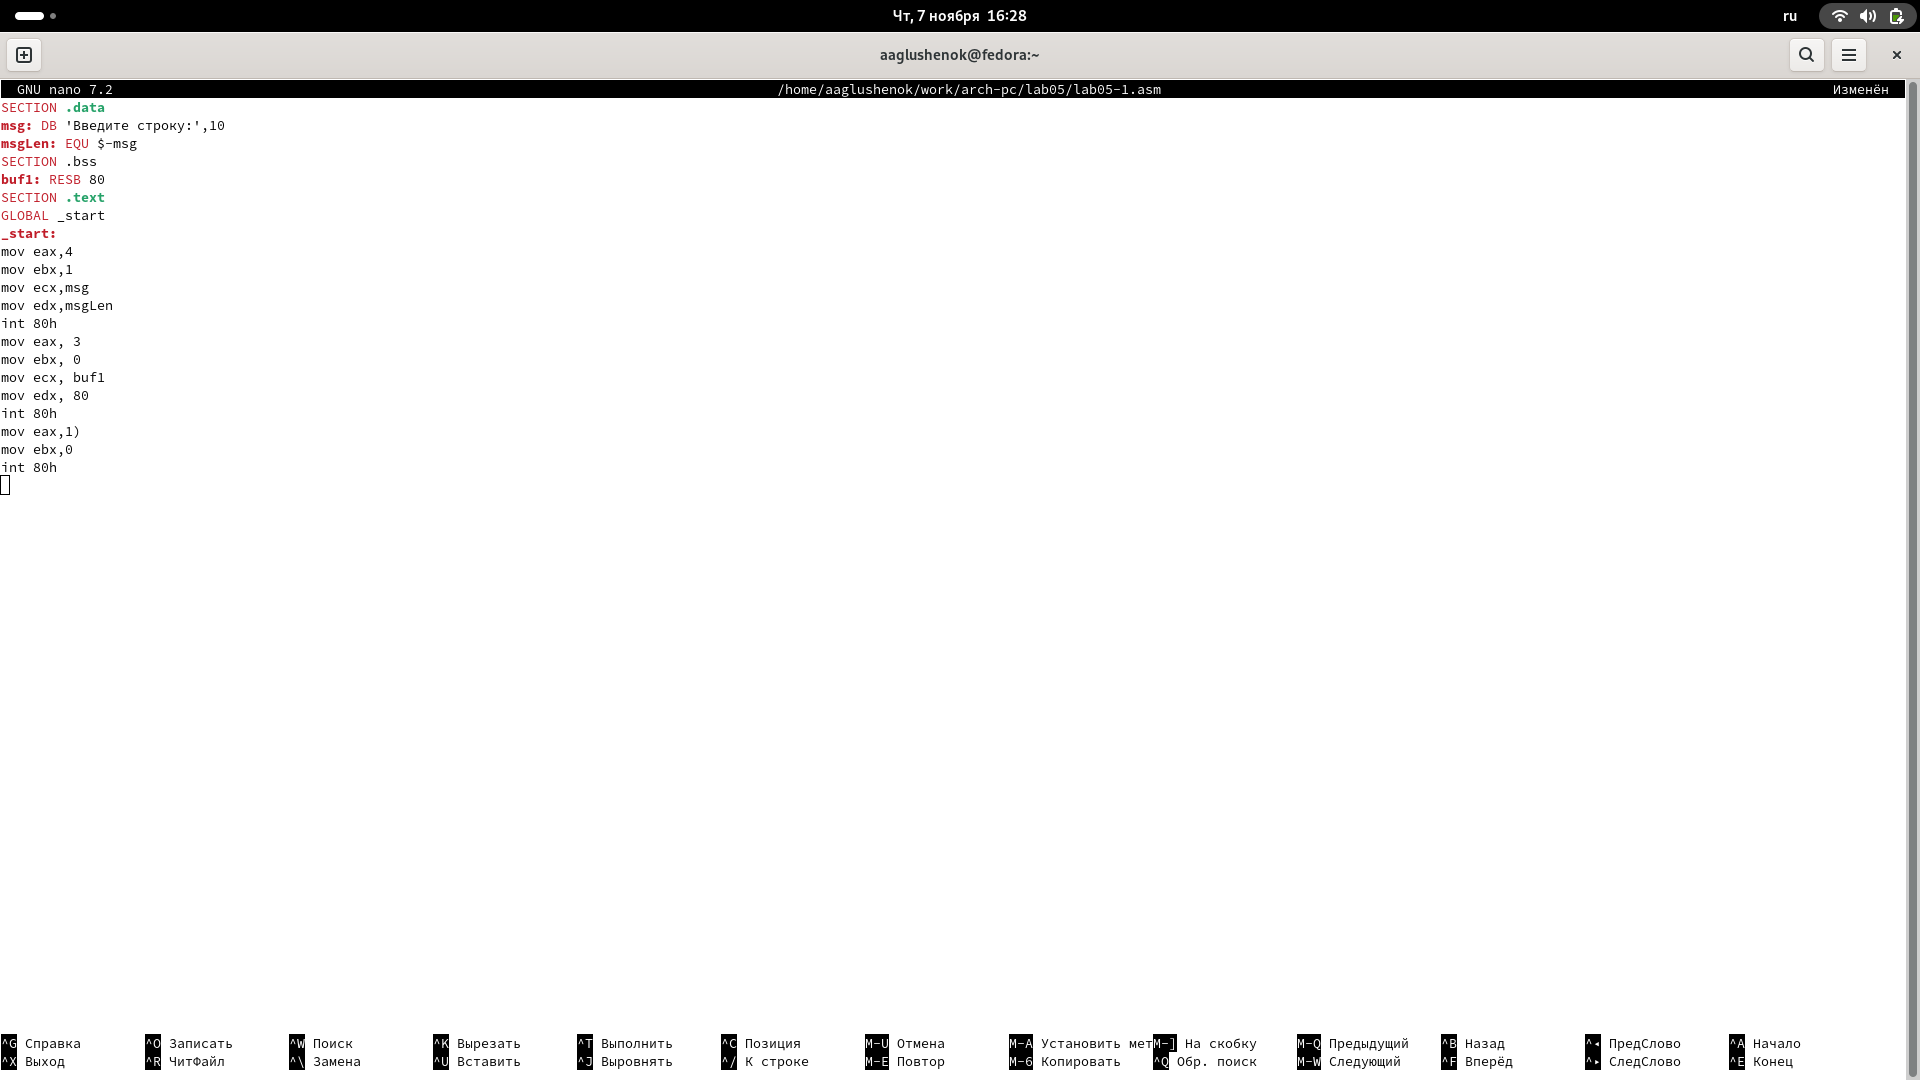 Чт, 7 ноября 16:28
ru
aaglushenok@fedora:~
GNU nano 7.2 /home/aaglushenok/work/arch-pc/lab05/lab05-1.asm Изменён
SECTION .data
msg: DB 'Введите строку:',10
msgLen: EQU $-msg
SECTION .bss
buf1: RESB 80
SECTION .text
GLOBAL _start
_start:
mov eax,4
mov ebx,1
mov ecx,msg
mov edx,msgLen
int 80h
mov eax, 3
mov ebx, 0
mov ecx, buf1
mov edx, 80
int 80h
mov eax,1)
mov ebx,0
int 80h
^G Справка ^O Записать ^W Поиск ^K Вырезать ^T Выполнить ^C Позиция M-U Отмена M-A Установить мет M-] На скобку M-Q Предыдущий ^B Назад ^◂ ПредСлово ^A Начало
^X Выход ^R ЧитФайл ^\ Замена ^U Вставить ^J Выровнять ^/ К строке M-E Повтор M-6 Копировать ^Q Обр. поиск M-W Следующий ^F Вперёд ^▸ СледСлово ^E Конец